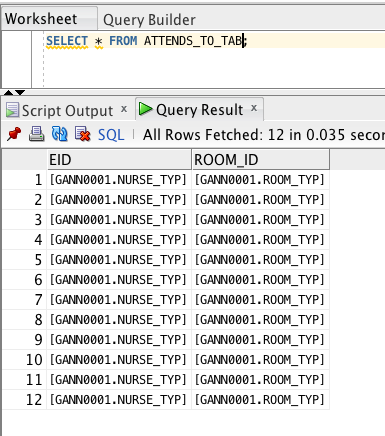 Worksheet Query Builder
SELECT * FROM ATTENDS_TO_TAB;
Script Output x Query Result x
SQL All Rows Fetched: 12 in 0.035 secor
EID ROOM_ID
1 [GANN0001.NURSE_TYP] [GANN0001.ROOM_TYP]
2 [GANN0001.NURSE_TYP] [GANN0001.ROOM_TYP]
3 [GANN0001.NURSE_TYP] [GANN0001.ROOM_TYP]
4 [GANN0001.NURSE_TYP] [GANN0001.ROOM_TYP]
5 [GANN0001.NURSE_TYP] [GANN0001.ROOM_TYP]
6 [GANN0001.NURSE_TYP] [GANN0001.ROOM_TYP]
7 [GANN0001.NURSE_TYP] [GANN0001.ROOM_TYP]
8 [GANN0001.NURSE_TYP] [GANN0001.ROOM_TYP]
9 [GANN0001.NURSE_TYP] [GANN0001.ROOM_TYP]
10 [GANN0001.NURSE_TYP] [GANN0001.ROOM_TYP]
11 [GANN0001.NURSE_TYP] [GANN0001.ROOM_TYP]
12 [GANN0001.NURSE_TYP] [GANN0001.ROOM_TYP]